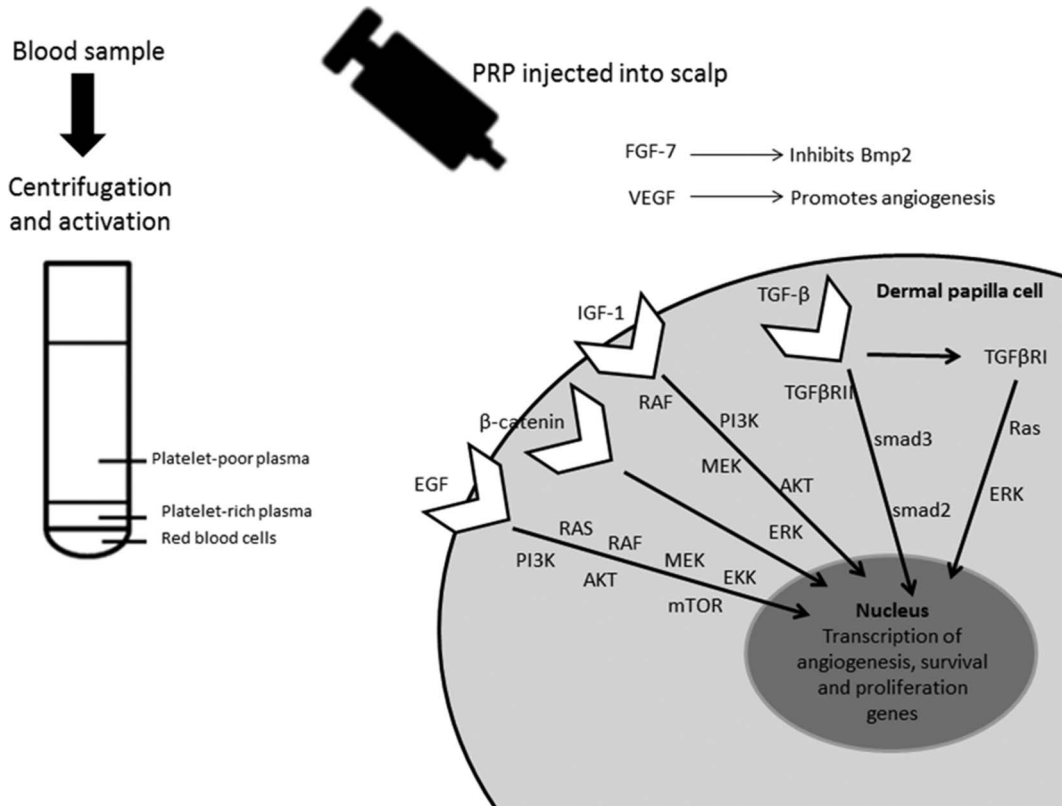 Blood sample
Centrifugation
and activation
Platelet-poor plasma
Platelet-rich plasma
Red blood cells
PRP injected into scalp
FGF-7
Inhibits Bmp2
VEGF
Promotes angiogenesis
Dermal papilla cell
TGF-β
IGF-1
TGFβRI
TGFβRII
RAF
PI3K
Ras
β-catenin
smad3
MEK
AKT
EGF
ERK
smad2
ERK
RAS
RAF
PI3K
MEK
AKT
EKK
mTOR
Nucleus
Transcription of
angiogenesis, survival
and proliferation
genes